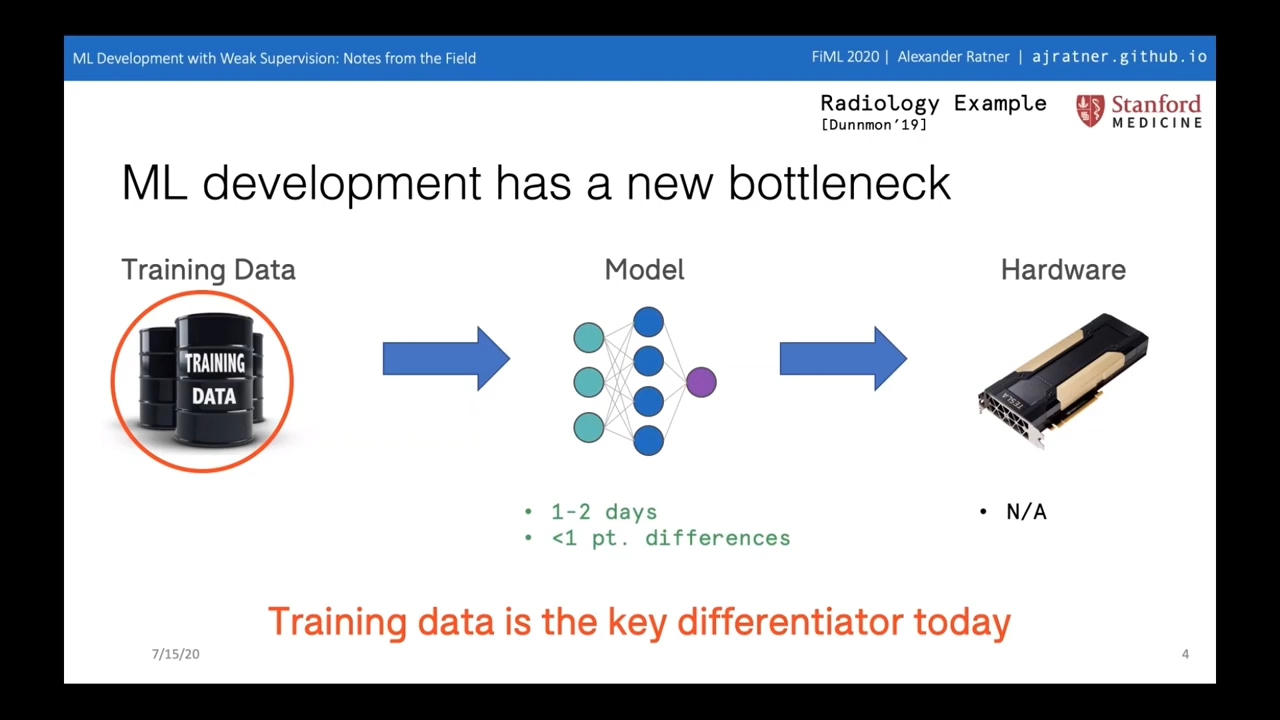 ML Development with Weak Supervision: Notes from the Field
FiML 2020 | Alexander Ratner | ajratner.github.io
Radiology Example
[Dunnmon'19]
Stanford
MEDICINE
ML development has a new bottleneck
Training Data
Model
Hardware
TRAINING
DATA
TESLA
• 1-2 days
• <1 pt. differences
• N/A
Training data is the key differentiator today
7/15/20
4